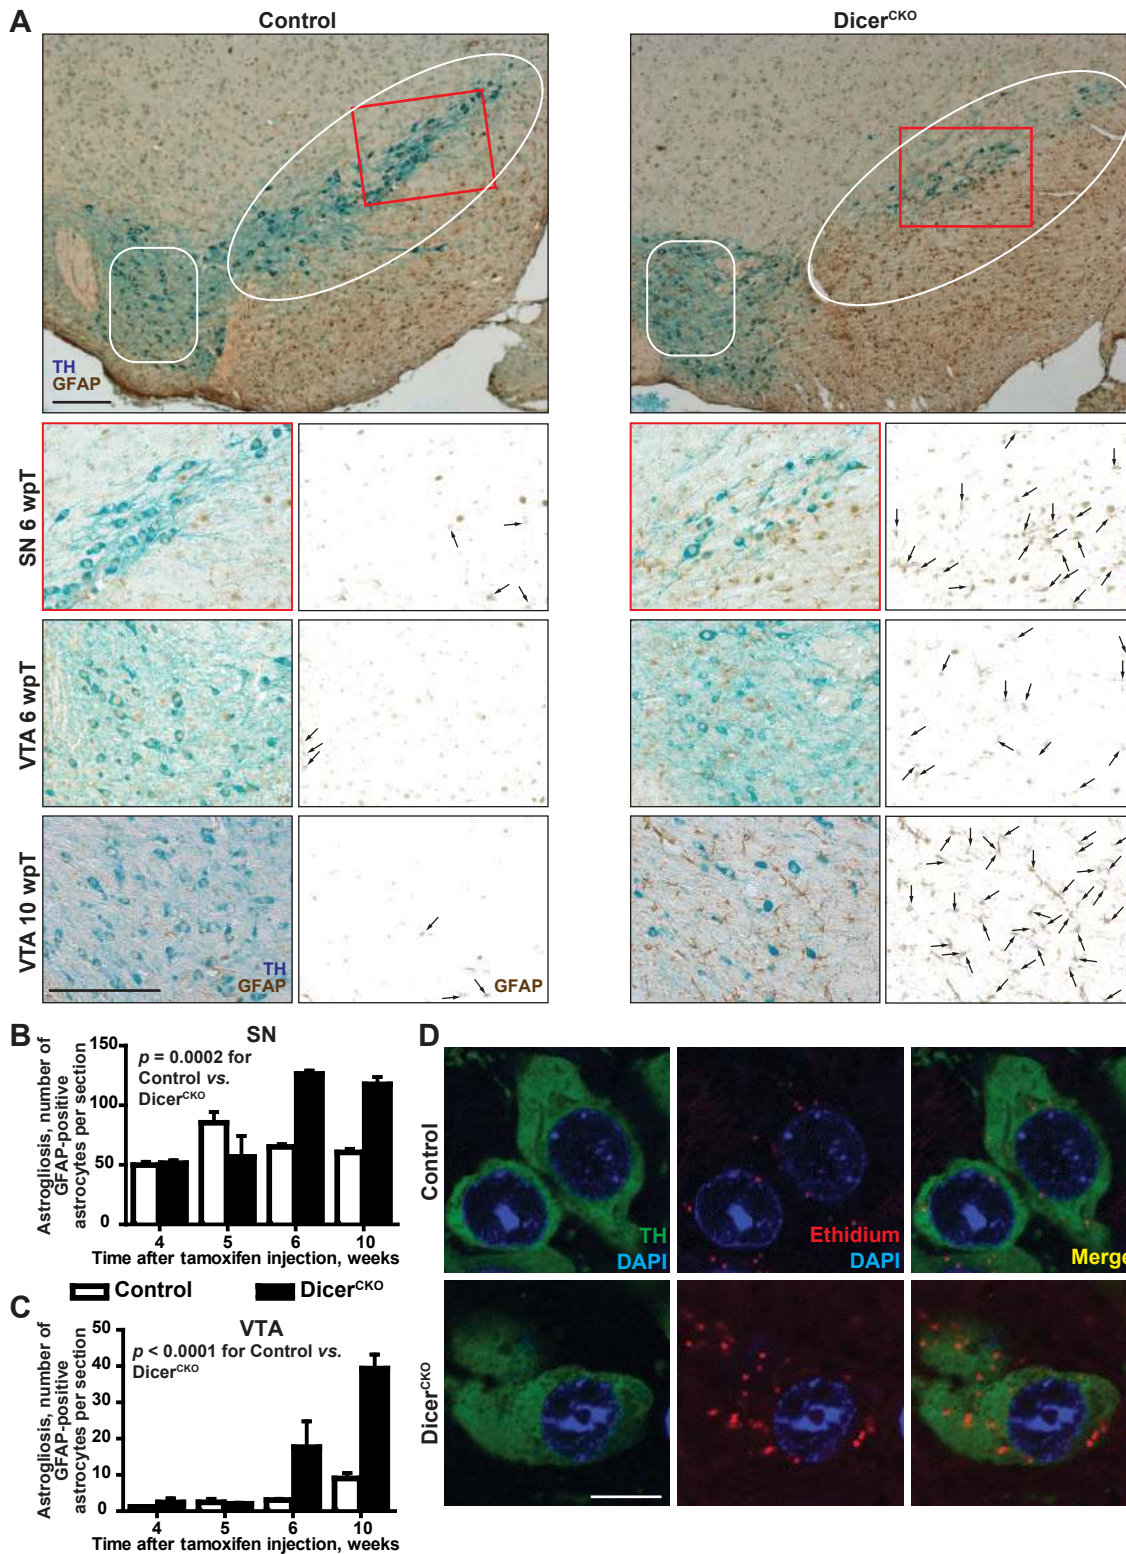 A
Control
Dicer^CKO
TH
GFAP
SN 6 wpT
VTA 6 wpT
VTA 10 wpT
TH
GFAP
GFAP
B
SN
Astrogliosis, number of
GFAP-positive
astrocytes per section
150
100
50
0
p = 0.0002 for
Control vs.
Dicer^CKO
4
5
6
10
Time after tamoxifen injection, weeks
Control
Dicer^CKO
C
VTA
Astrogliosis, number of
GFAP-positive
astrocytes per section
50
40
30
20
10
0
p < 0.0001 for Control vs.
Dicer^CKO
4
5
6
10
Time after tamoxifen injection, weeks
D
Control
TH
DAPI
Ethidium
DAPI
Merge
Dicer^CKO